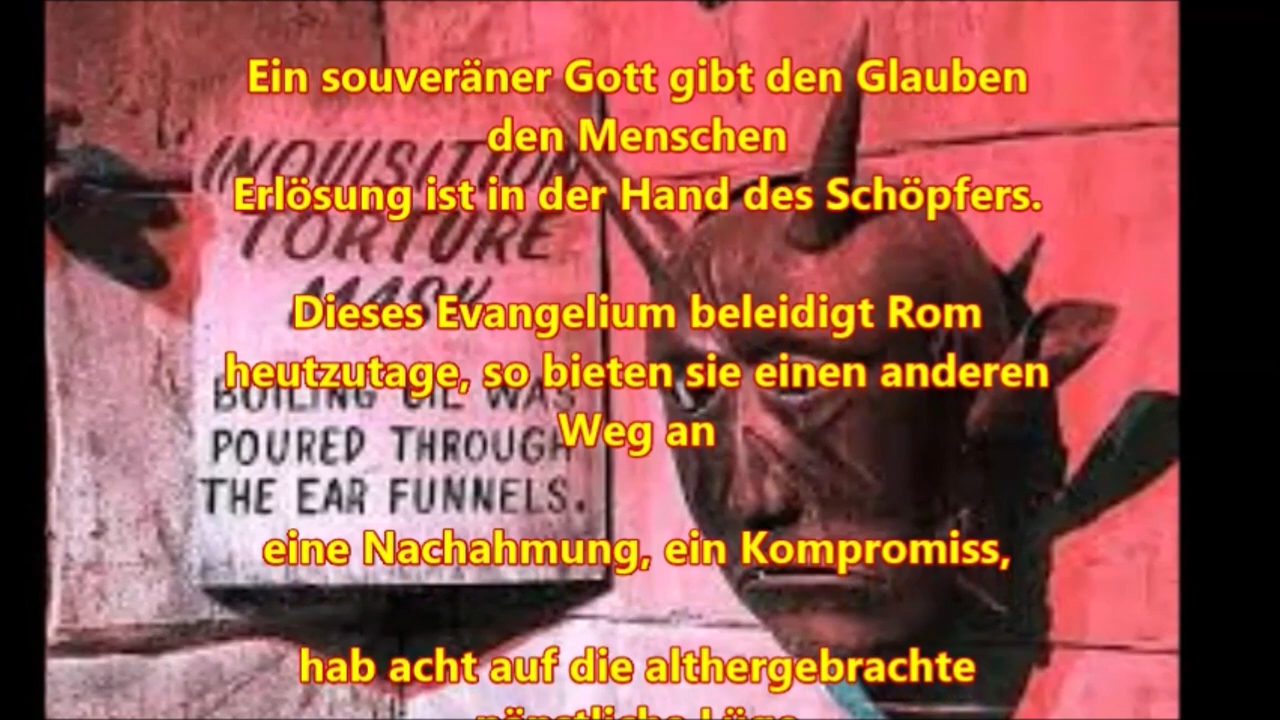 Ein souveräner Gott gibt den Glauben
den Menschen
Erlösung ist in der Hand des Schöpfers.
Dieses Evangelium beleidigt Rom
heutzutage, so bieten sie einen anderen
Weg an
eine Nachahmung, ein Kompromiss,
hab acht auf die althergebrachte
päpstliche Lüge
INQUISITION
TORTURE
MASK
BOILING OIL WAS
POURED THROUGH
THE EAR FUNNELS.